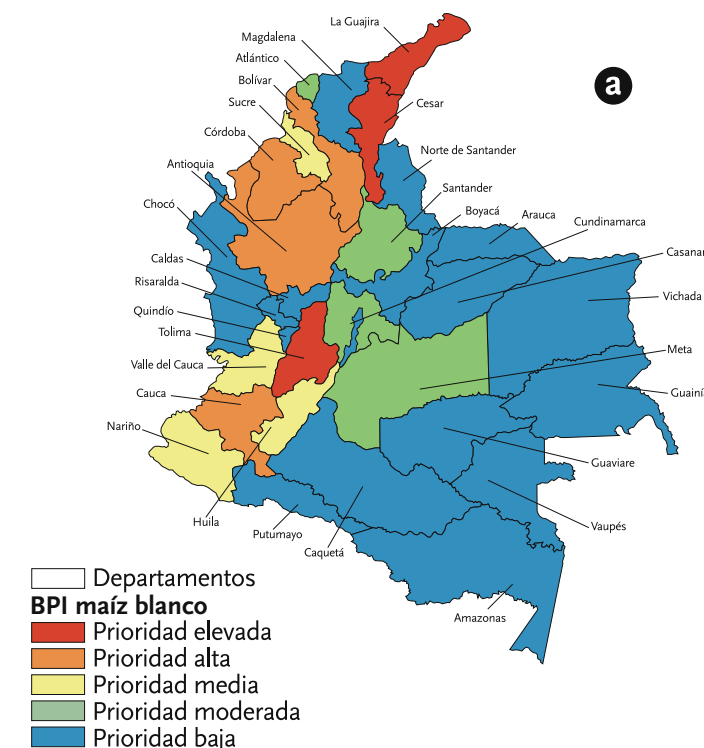 La Guajira
Magdalena
Atlántico
Bolívar
Sucre
Córdoba
Antioquia
Chocó
Caldas
Risaralda
Quindío
Tolima
Valle del Cauca
Cauca
Nariño
Huila
Putumayo
Caquetá
Amazonas
Vaupés
Guaviare
Guainí
Meta
Vichada
Casanar
Cundinamarca
Arauca
Boyacá
Santander
Norte de Santander
Cesar
a
Departamentos
BPI maíz blanco
Prioridad elevada
Prioridad alta
Prioridad media
Prioridad moderada
Prioridad baja